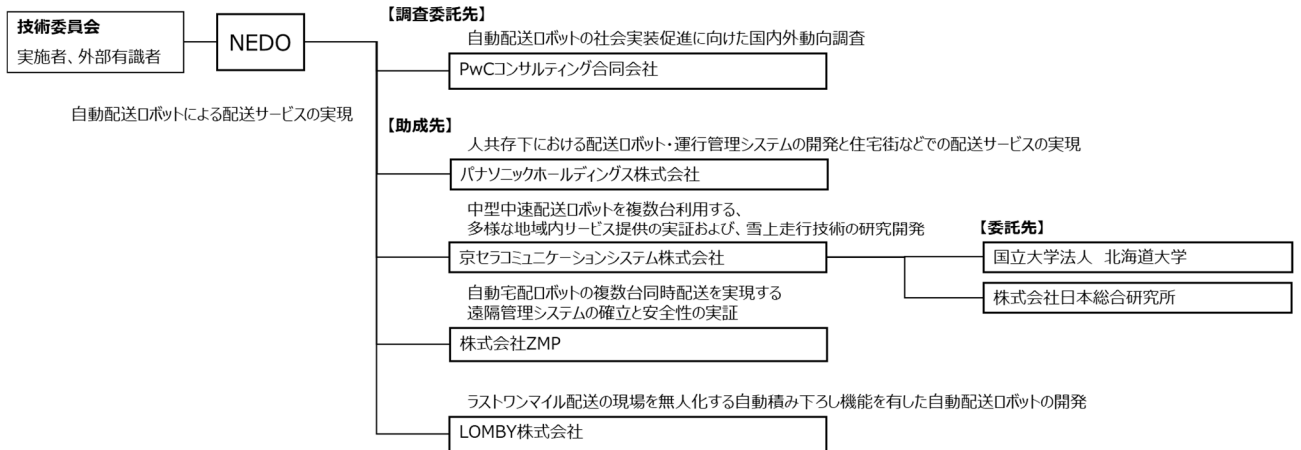 技術委員会
実施者、外部有識者
NEDO
自動配送ロボットによる配送サービスの実現
【調査委託先】
自動配送ロボットの社会実装促進に向けた国内外動向調査
PwCコンサルティング合同会社
【助成先】
人共存下における配送ロボット・運行管理システムの開発と住宅街などでの配送サービスの実現
パナソニックホールディングス株式会社
中型中速配送ロボットを複数台利用する、
多様な地域内サービス提供の実証および、雪上走行技術の研究開発
京セラコミュニケーションシステム株式会社
【委託先】
国立大学法人 北海道大学
株式会社日本総合研究所
自動宅配ロボットの複数台同時配送を実現する
遠隔管理システムの確立と安全性の実証
株式会社ZMP
ラストワンマイル配送の現場を無人化する自動積み下ろし機能を有した自動配送ロボットの開発
LOMBY株式会社